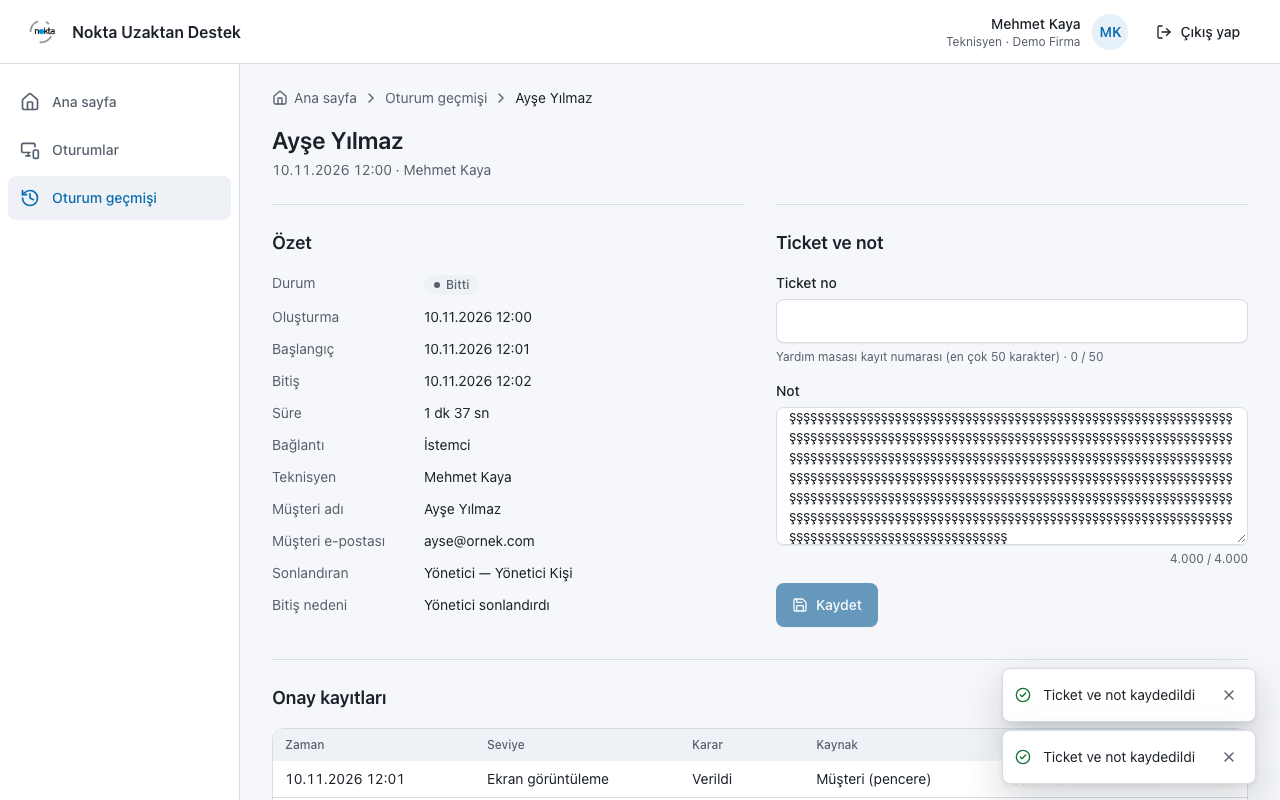 nokta
Nokta Uzaktan Destek
Mehmet Kaya
Teknisyen · Demo Firma
MK
Çıkış yap
Ana sayfa
Oturumlar
Oturum geçmişi
Ana sayfa
Oturum geçmişi
Ayşe Yılmaz
Ayşe Yılmaz
10.11.2026 12:00 · Mehmet Kaya
Özet
Durum
Bitti
Oluşturma
10.11.2026 12:00
Başlangıç
10.11.2026 12:01
Bitiş
10.11.2026 12:02
Süre
1 dk 37 sn
Bağlantı
İstemci
Teknisyen
Mehmet Kaya
Müşteri adı
Ayşe Yılmaz
Müşteri e-postası
ayse@ornek.com
Sonlandıran
Yönetici — Yönetici Kişi
Bitiş nedeni
Yönetici sonlandırdı
Ticket ve not
Ticket no
Yardım masası kayıt numarası (en çok 50 karakter) · 0 / 50
Not
4.000 / 4.000
Kaydet
Onay kayıtları
Zaman
Seviye
Karar
Kaynak
10.11.2026 12:01
Ekran görüntüleme
Verildi
Müşteri (pencere)
Ticket ve not kaydedildi
Ticket ve not kaydedildi